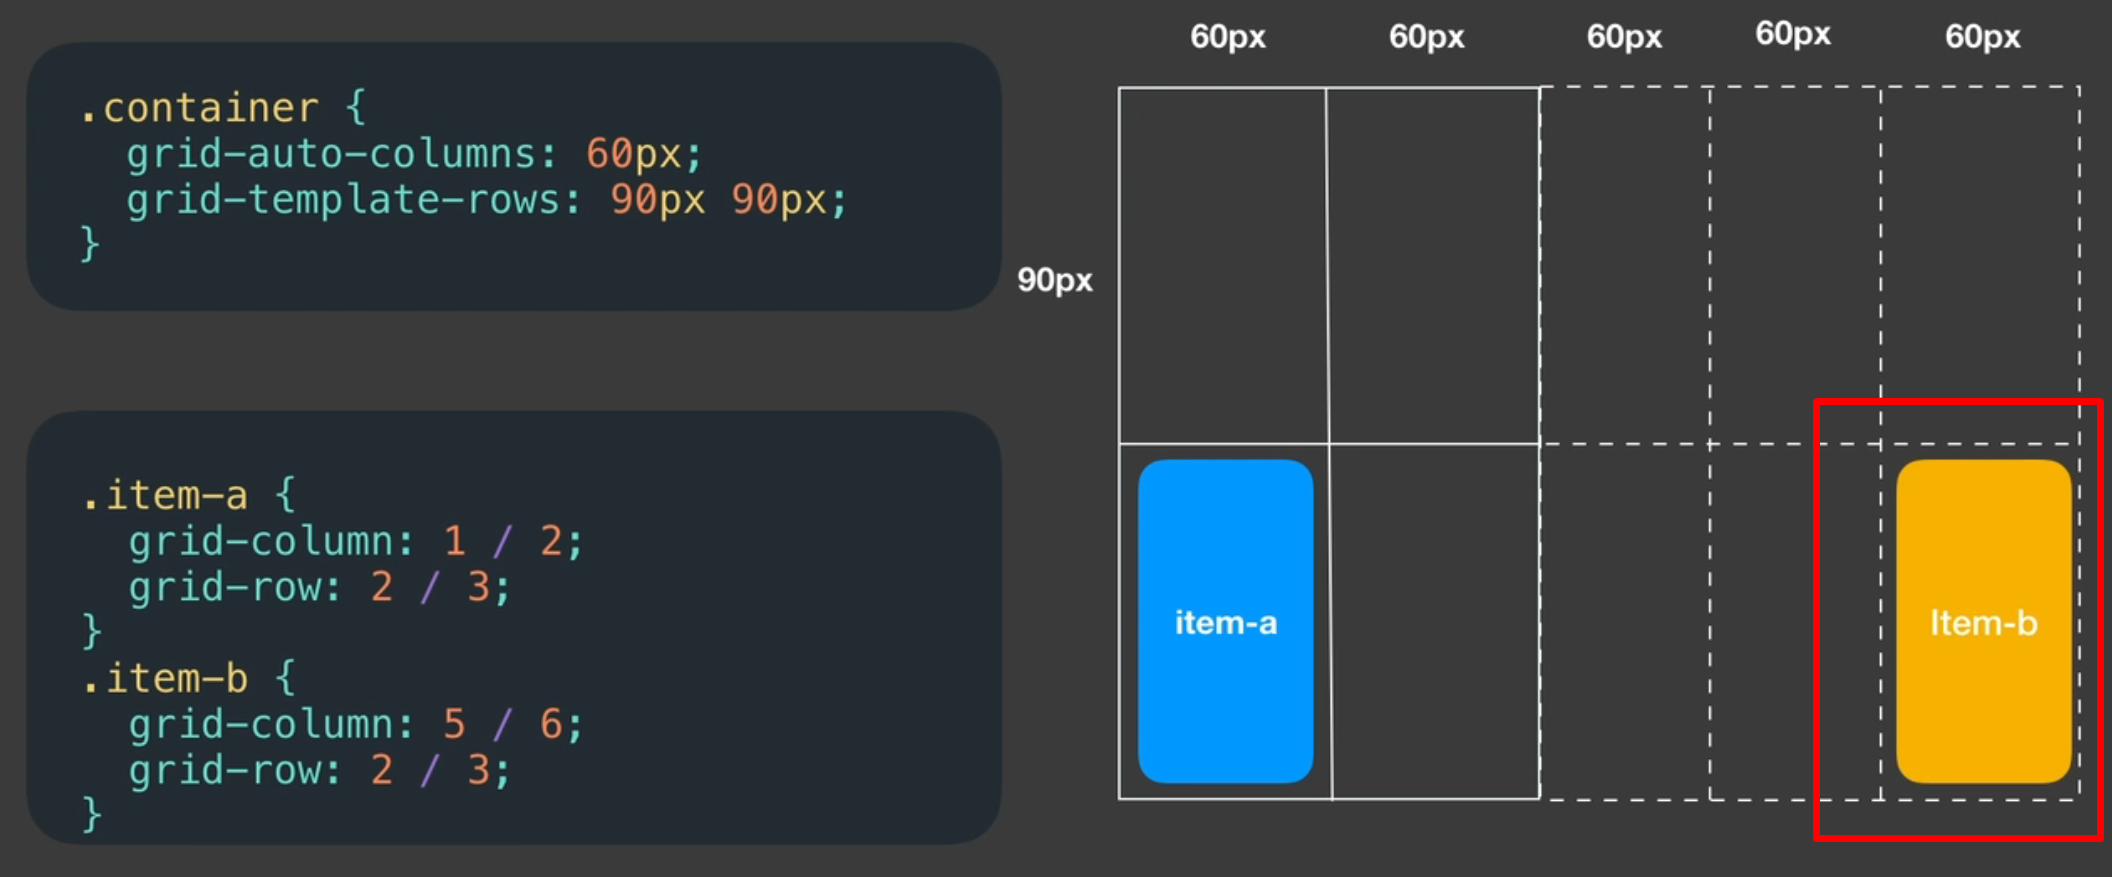 .container {
grid-auto-columns: 60px;
grid-template-rows: 90px 90px;
}
.item-a {
grid-column: 1 / 2;
grid-row: 2 / 3;
}
.item-b {
grid-column: 5 / 6;
grid-row: 2 / 3;
}
60px 60px 60px 60px 60px
90px
item-a
Item-b